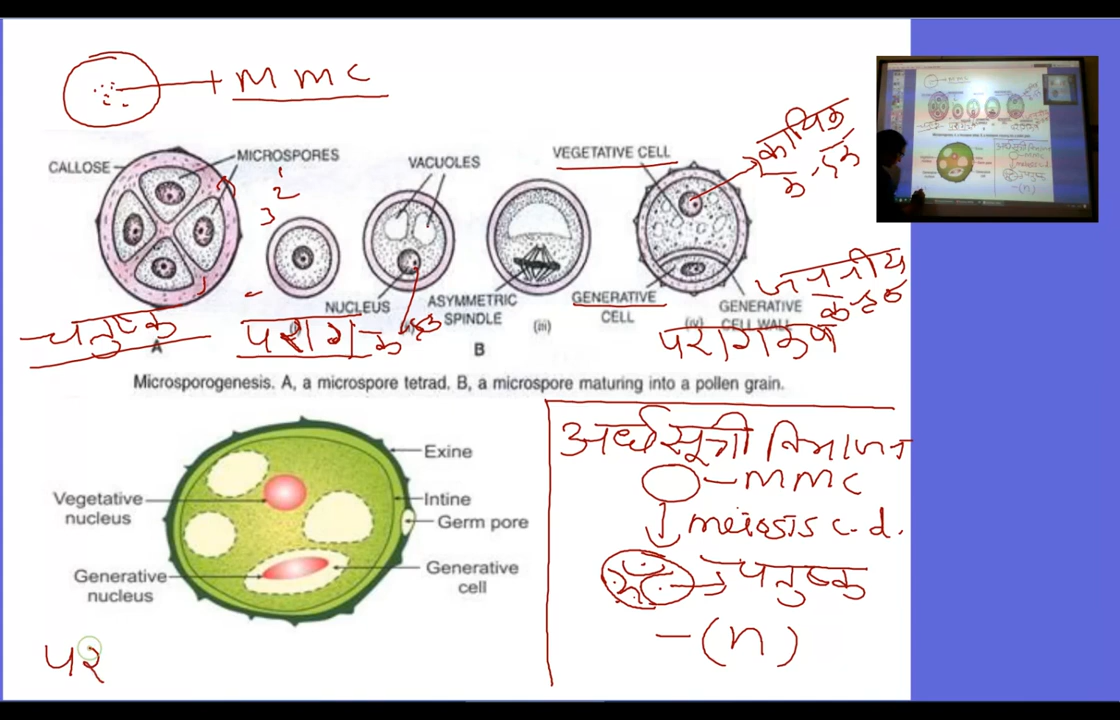 MMC
CALLOSE
MICROSPORES
1
2
3
VACUOLES
VEGETATIVE CELL
कायिक
NUCLEUS
ASYMMETRIC
SPINDLE
GENERATIVE
CELL
GENERATIVE
CELL WALL
जननीय
केन्द्रक
चतुष्क
पराग
(iii)
(iv)
परागकण
A
B
Microsporogenesis. A, a microspore tetrad. B, a microspore maturing into a pollen grain.
Exine
Vegetative
nucleus
Intine
Germ pore
Generative
nucleus
Generative
cell
अर्धसूत्री विभाजन
MMC
meiosis c.d.
चतुष्क
-(n)
पर